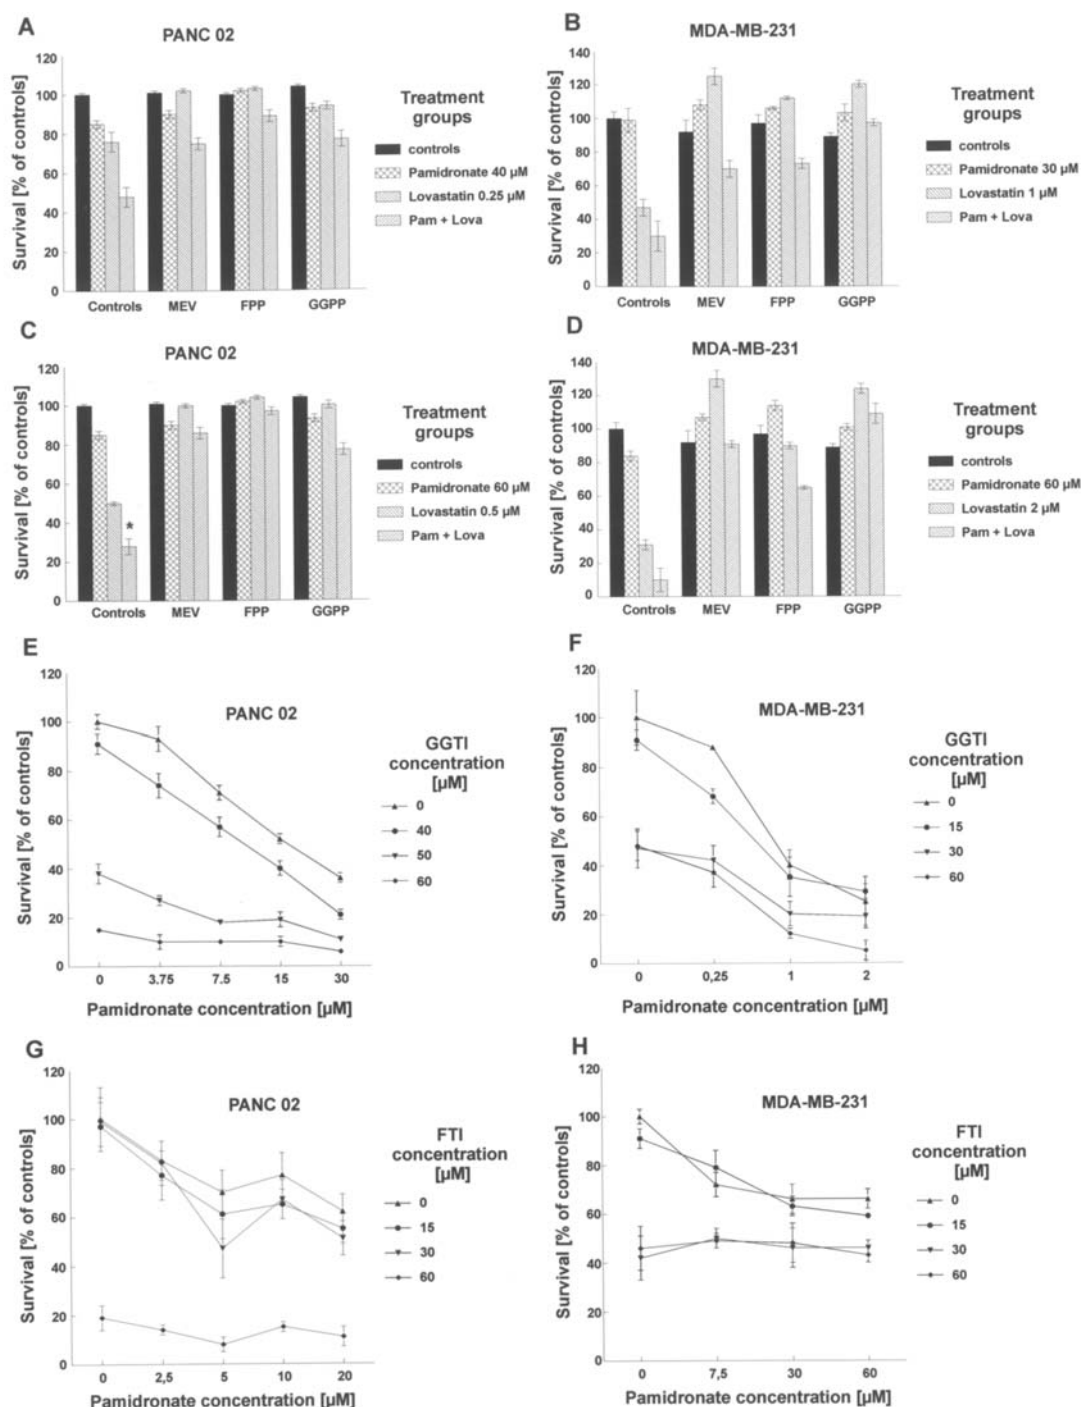 A
PANC 02
Survival [% of controls]
120
100
80
60
40
20
0
Controls MEV FPP GGPP
Treatment
groups
controls
Pamidronate 40 µM
Lovastatin 0.25 µM
Pam + Lova
B
MDA-MB-231
Survival [% of controls]
140
120
100
80
60
40
20
0
Controls MEV FPP GGPP
Treatment
groups
controls
Pamidronate 30 µM
Lovastatin 1 µM
Pam + Lova
C
PANC 02
Survival [% of controls]
120
100
80
60
40
20
0
*
Controls MEV FPP GGPP
Treatment
groups
controls
Pamidronate 60 µM
Lovastatin 0.5 µM
Pam + Lova
D
MDA-MB-231
Survival [% of controls]
140
120
100
80
60
40
20
0
Controls MEV FPP GGPP
Treatment
groups
controls
Pamidronate 60 µM
Lovastatin 2 µM
Pam + Lova
E
PANC 02
Survival [% of controls]
120
100
80
60
40
20
0
0 3.75 7.5 15 30
Pamidronate concentration [µM]
GGTI
concentration
[µM]
0
40
50
60
F
MDA-MB-231
Survival [% of controls]
120
100
80
60
40
20
0
0 0,25 1 2
Pamidronate concentration [µM]
GGTI
concentration
[µM]
0
15
30
60
G
PANC 02
Survival [% of controls]
120
100
80
60
40
20
0
0 2,5 5 10 20
Pamidronate concentration [µM]
FTI
concentration
[µM]
0
15
30
60
H
MDA-MB-231
Survival [% of controls]
120
100
80
60
40
20
0
0 7,5 30 60
Pamidronate concentration [µM]
FTI
concentration
[µM]
0
15
30
60